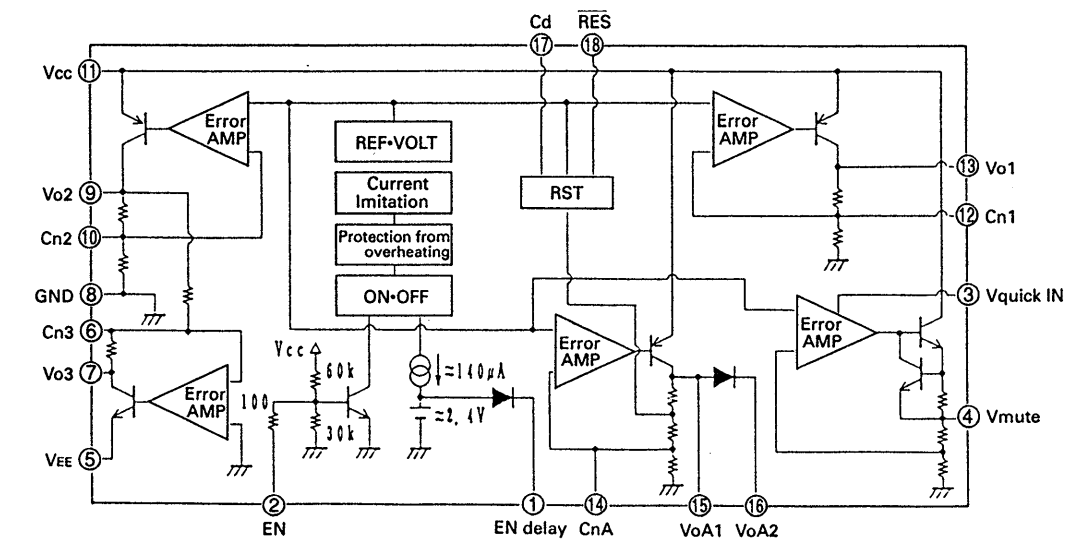 Cd
RES
17
18
Vcc 11
Error
AMP
REF•VOLT
Error
AMP
13 Vo1
Current
Imitation
RST
Vo2 9
12 Cn1
Cn2 10
Protection from
overheating
GND 8
ON•OFF
3 Vquick IN
Cn3 6
Error
AMP
Error
AMP
Vcc
60k
≈140μA
Vo3 7
Error
AMP
100
30k
≈2.4V
4 Vmute
VEE 5
2
1
14
15
16
EN
EN delay
CnA
VoA1
VoA2